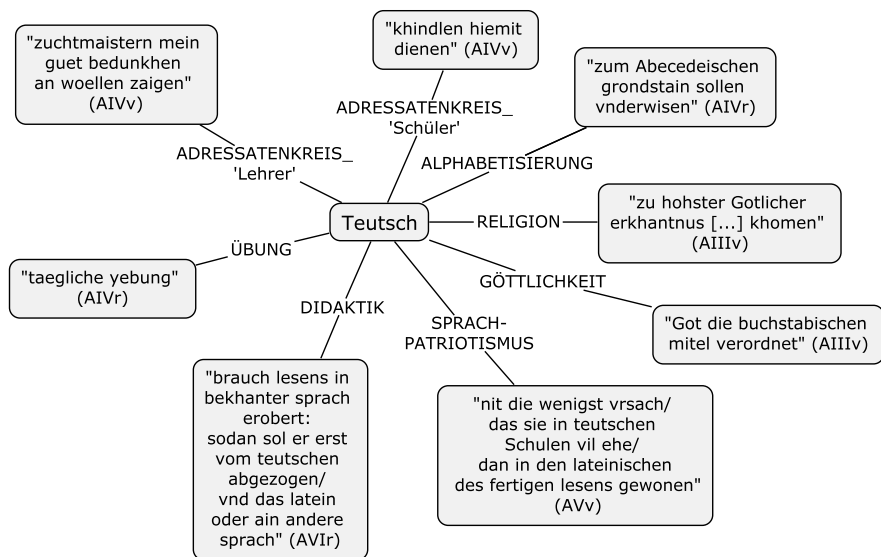 "zuchtmaistern mein
guet bedunkhen
an woellen zaigen"
(AIVv)
"khindlen hiemit
dienen" (AIVv)
"zum Abecedeischen
grondstain sollen
vnderwisen" (AIVr)
ADRESSATENKREIS_
'Lehrer'
ADRESSATENKREIS_
'Schüler'
ALPHABETISIERUNG
Teutsch
RELIGION
"zu hohster Gotlicher
erkhantnus [...] khomen"
(AIIIv)
ÜBUNG
"taegliche yebung"
(AIVr)
GÖTTLICHKEIT
"Got die buchstabischen
mitel verordnet" (AIIIv)
DIDAKTIK
SPRACH-
PATRIOTISMUS
"brauch lesens in
bekhanter sprach
erobert:
sodan sol er erst
vom teutschen
abgezogen/
vnd das latein
oder ain andere
sprach" (AVIr)
"nit die wenigst vrsach/
das sie in teutschen
Schulen vil ehe/
dan in den lateinischen
des fertigen lesens gewonen"
(AVv)